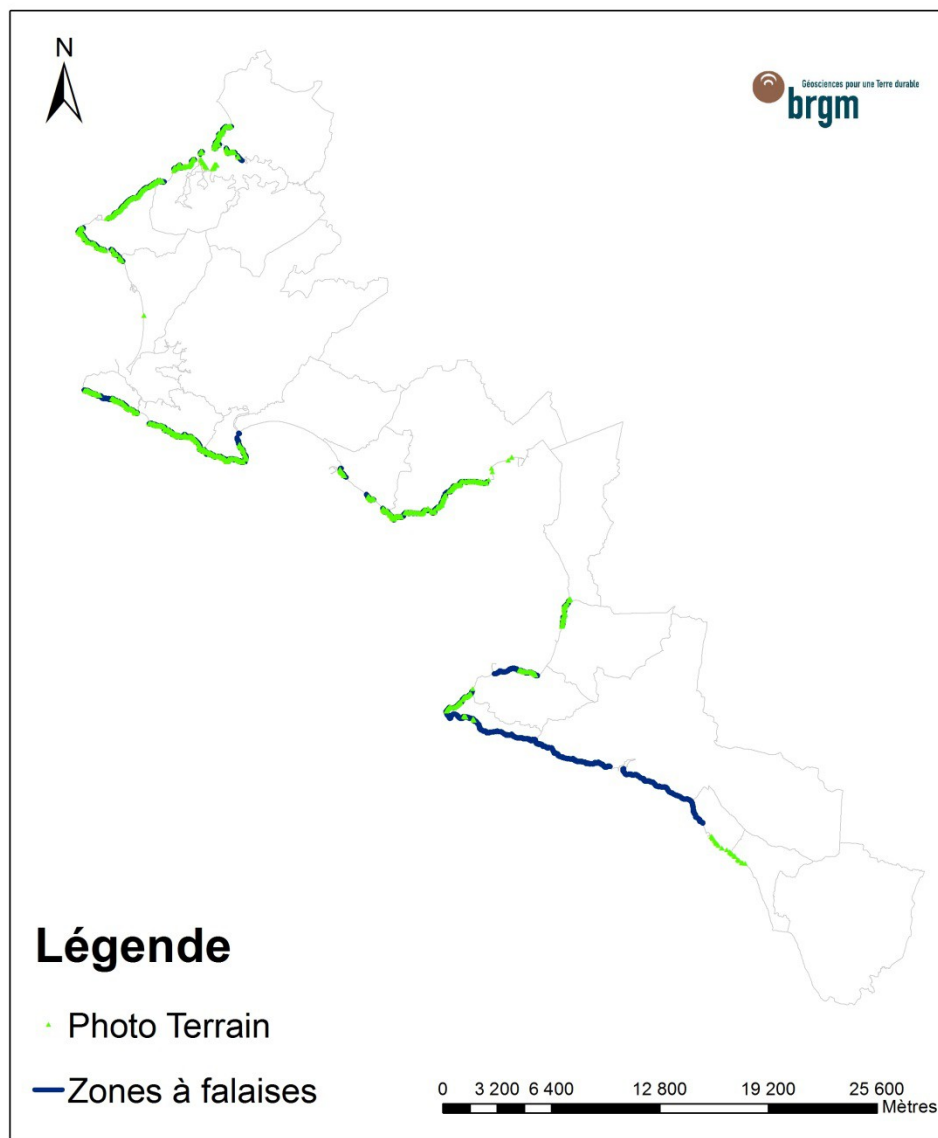 N
Géosciences pour une Terre durable
brgm
Légende
Photo Terrain
Zones à falaises
0 3 200 6 400 12 800 19 200 25 600
Mètres